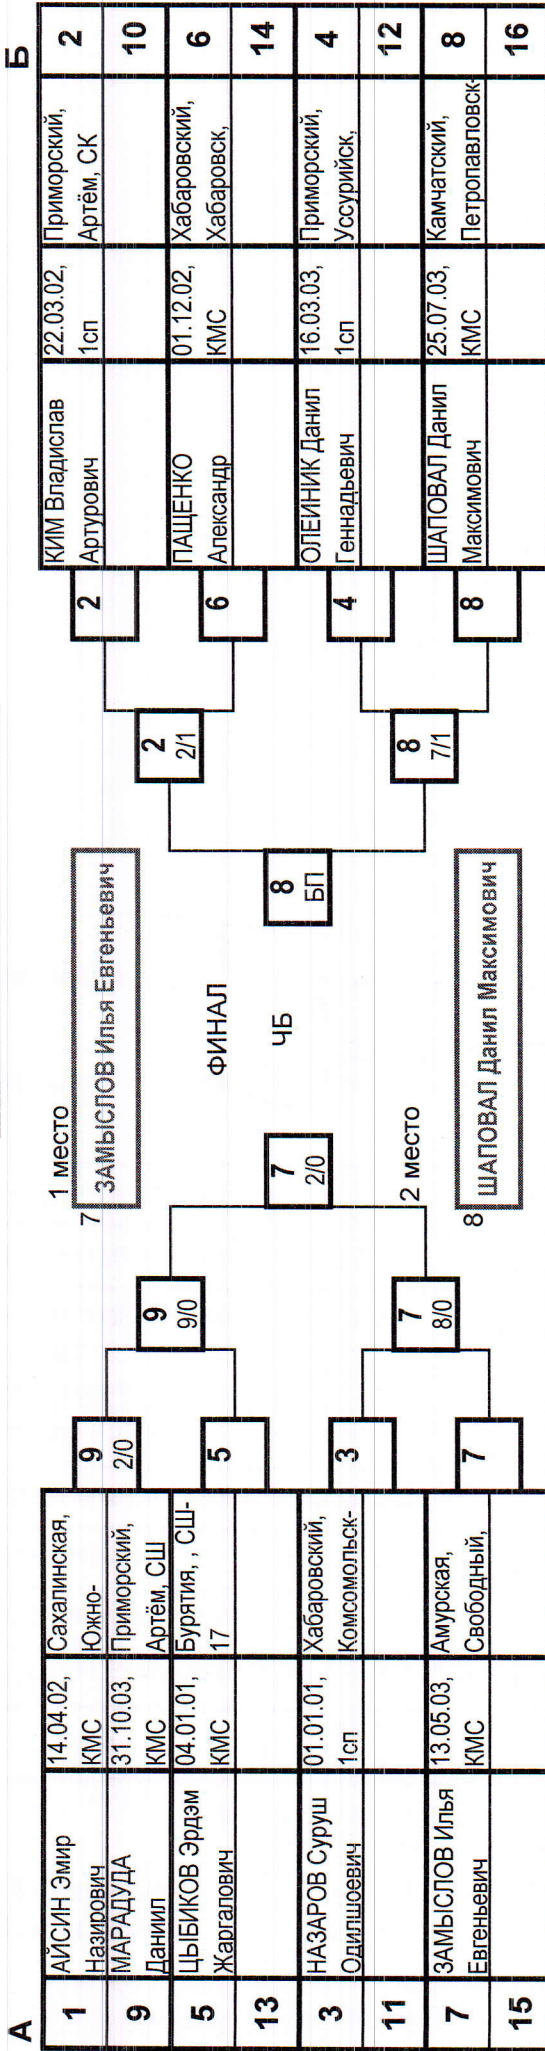 А
1
АЙСИН Эмир
Назирович
14.04.02,
КМС
Сахалинская,
Южно-
9
МАРАДУДА
Даниил
31.10.03,
КМС
Приморский,
Артём, СШ
5
ЦЫБИКОВ Эрдэм
Жаргалович
04.01.01,
КМС
Бурятия, , СШ-
17
13
3
НАЗАРОВ Суруш
Одилшоевич
01.01.01,
1сп
Хабаровский,
Комсомольск-
11
7
ЗАМЫСЛОВ Илья
Евгеньевич
13.05.03,
КМС
Амурская,
Свободный,
15
9
2/0
5
3
7
9
9/0
7
8/0
7
2/0
1 место
7
ЗАМЫСЛОВ Илья Евгеньевич
ФИНАЛ
ЧБ
2 место
8
ШАПОВАЛ Данил Максимович
8
БП
2
2/1
8
7/1
2
6
4
8
Б
КИМ Владислав
Артурович
22.03.02,
1сп
Приморский,
Артём, СК
2
10
ПАЩЕНКО
Александр
01.12.02,
КМС
Хабаровский,
Хабаровск,
6
14
ОЛЕЙНИК Данил
Геннадьевич
16.03.03,
1сп
Приморский,
Уссурийск,
4
12
ШАПОВАЛ Данил
Максимович
25.07.03,
КМС
Камчатский,
Петропавловск-
8
16